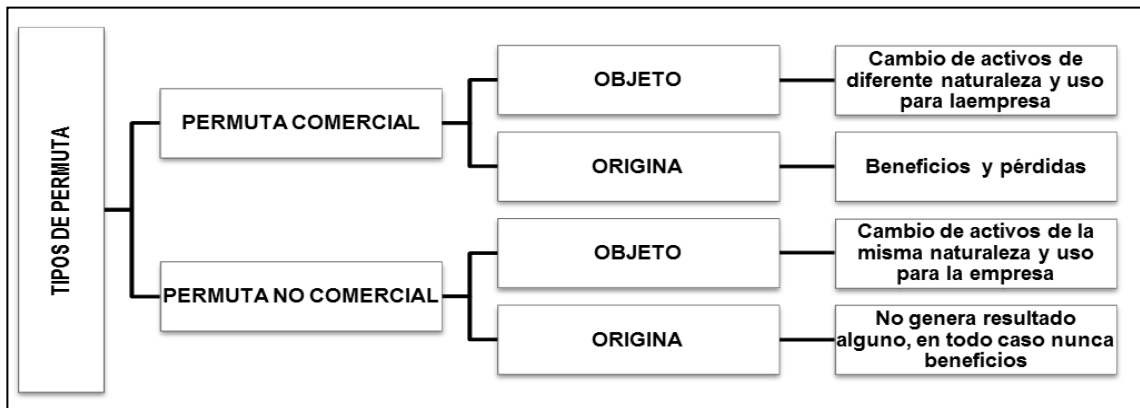 TIPOS DE PERMUTA
PERMUTA COMERCIAL
OBJETO
Cambio de activos de
diferente naturaleza y uso
para laempresa
ORIGINA
Beneficios y pérdidas
PERMUTA NO COMERCIAL
OBJETO
Cambio de activos de la
misma naturaleza y uso
para la empresa
ORIGINA
No genera resultado
alguno, en todo caso nunca
beneficios